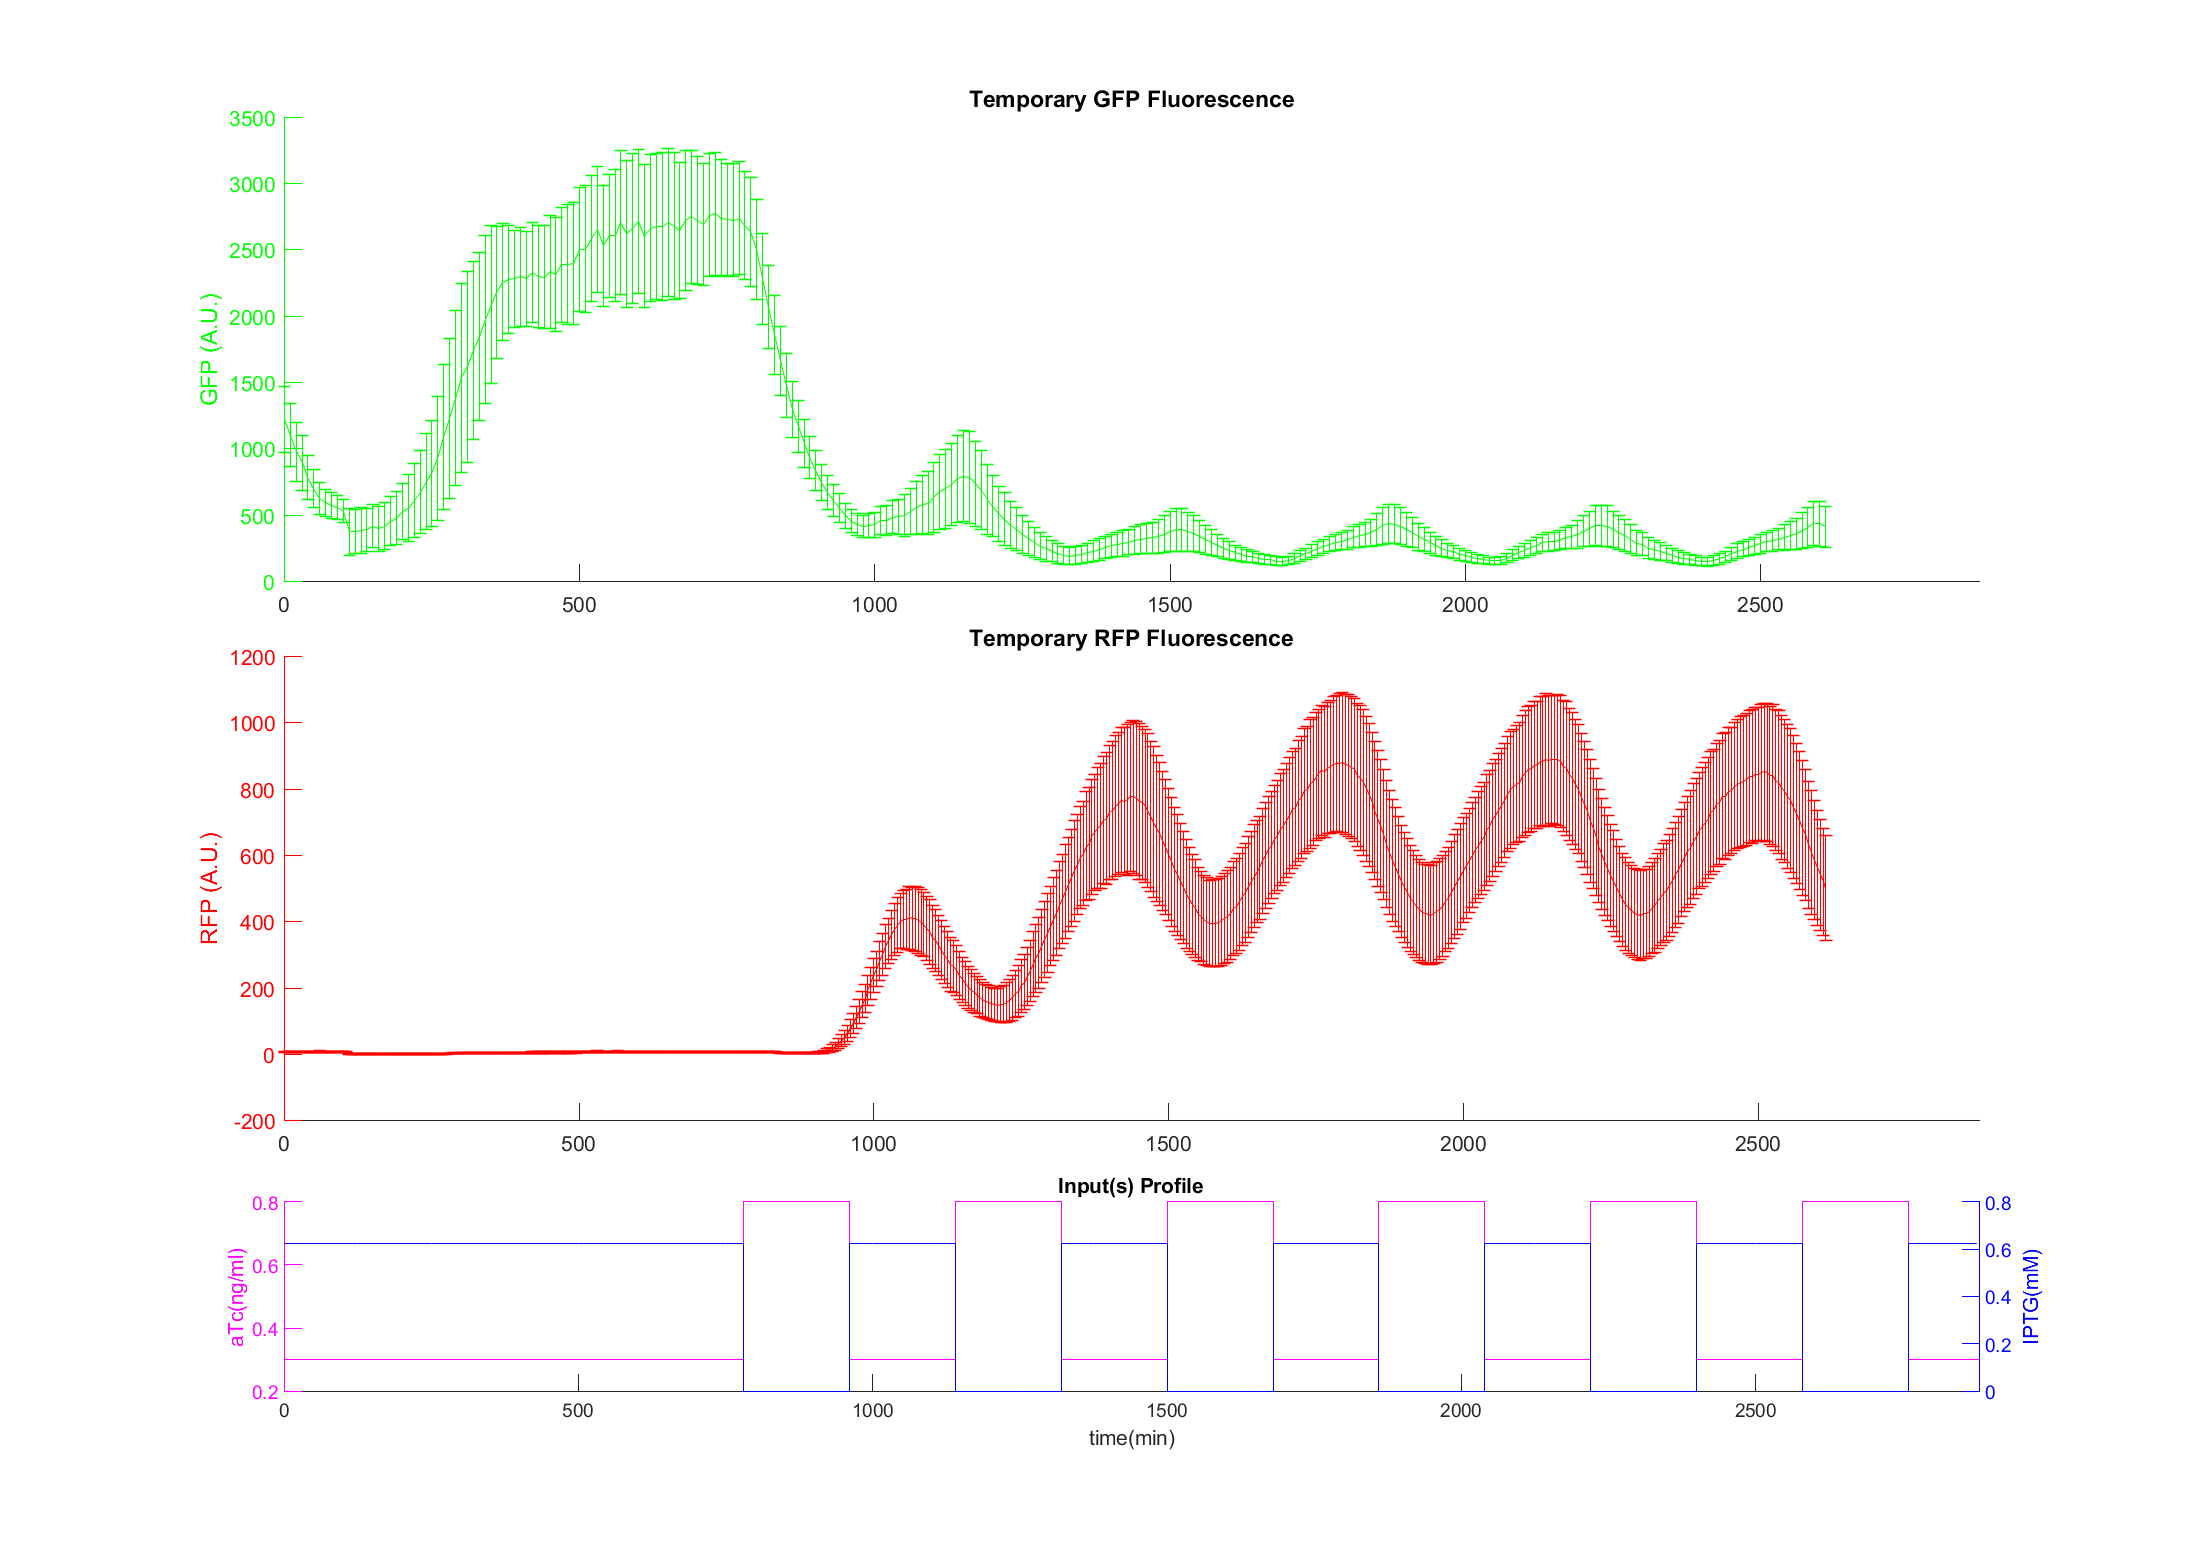 Temporary GFP Fluorescence
3500
3000
2500
2000
1500
1000
500
0
GFP (A.U.)
0 500 1000 1500 2000 2500
Temporary RFP Fluorescence
1200
1000
800
600
400
200
0
-200
RFP (A.U.)
0 500 1000 1500 2000 2500
Input(s) Profile
0.8
0.6
0.4
0.2
aTc(ng/ml)
0.8
0.6
0.4
0.2
0
IPTG(mM)
0 500 1000 1500 2000 2500
time(min)